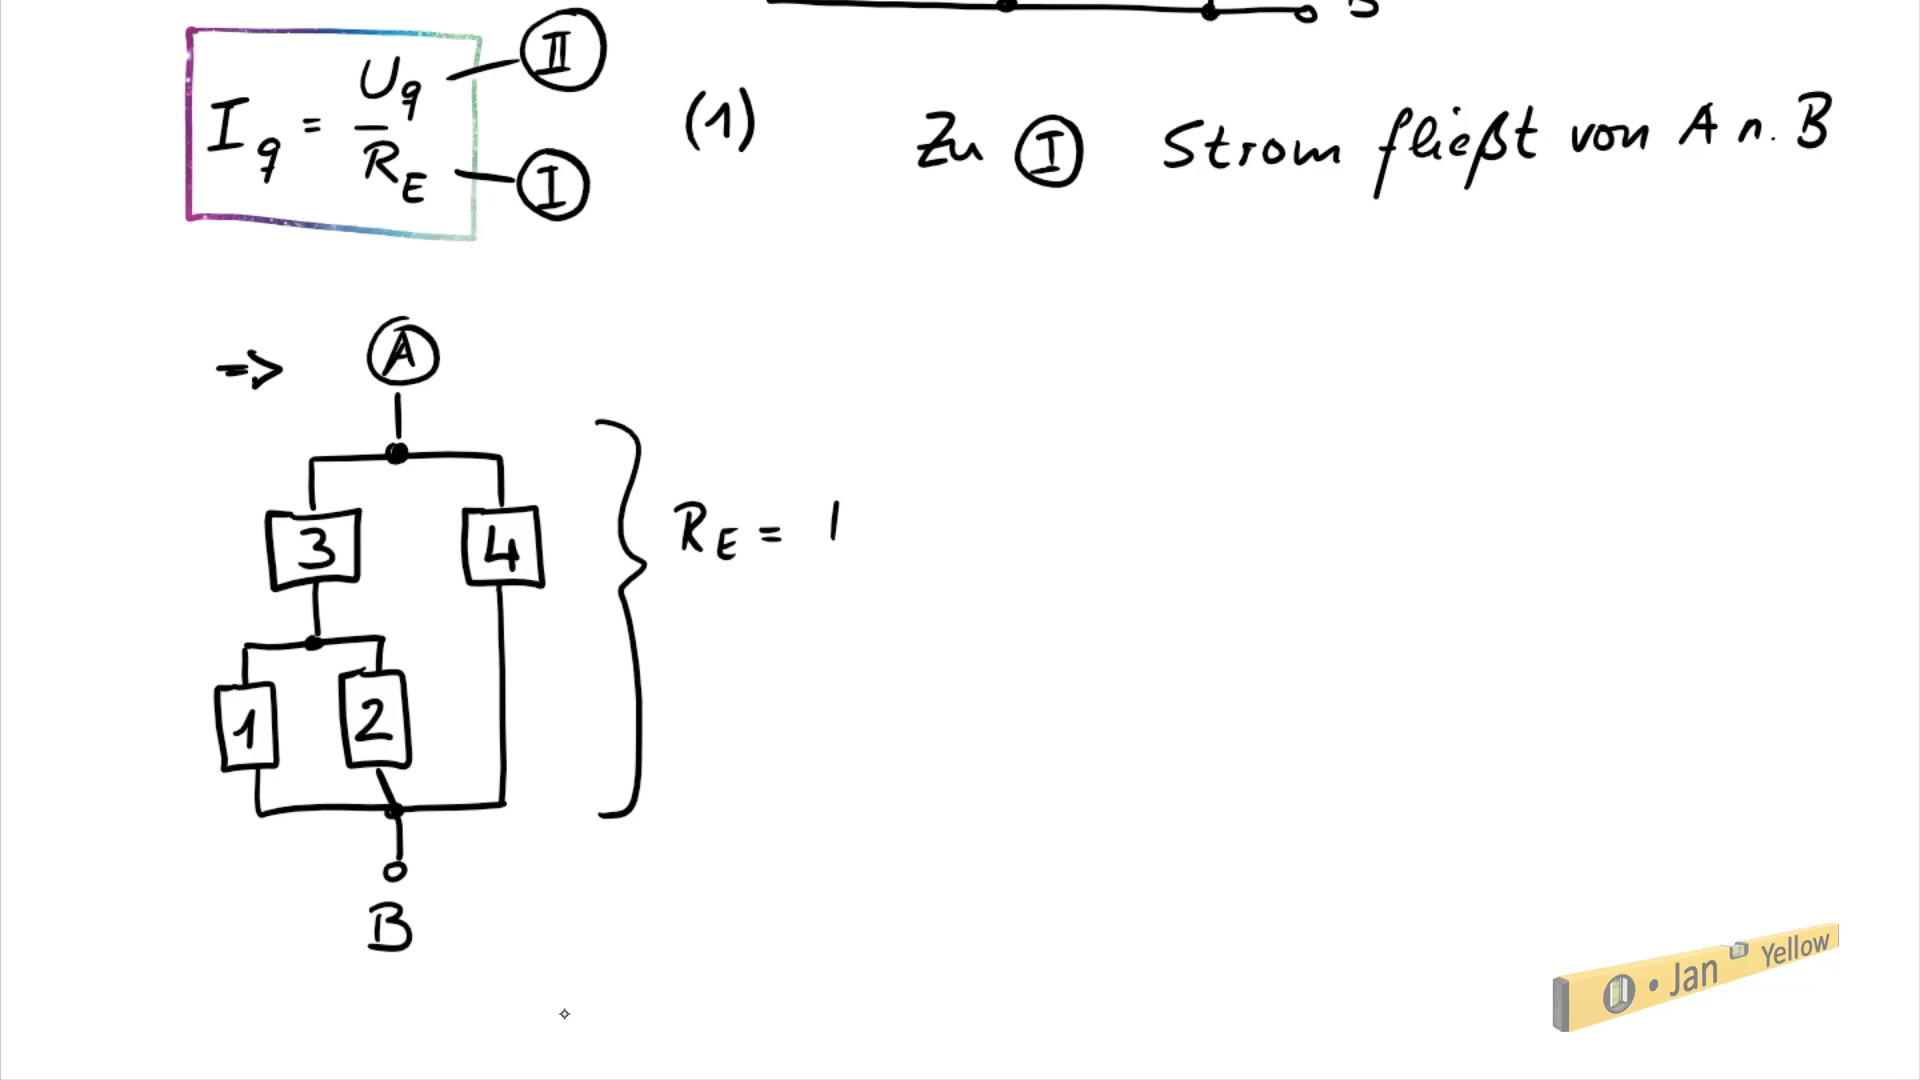 B
I_q = U_q / R_E
II
I
(1)
Zu I Strom fließt von A n. B
=> A
3 4
R_E = 1
1 2
B
Jan Yellow